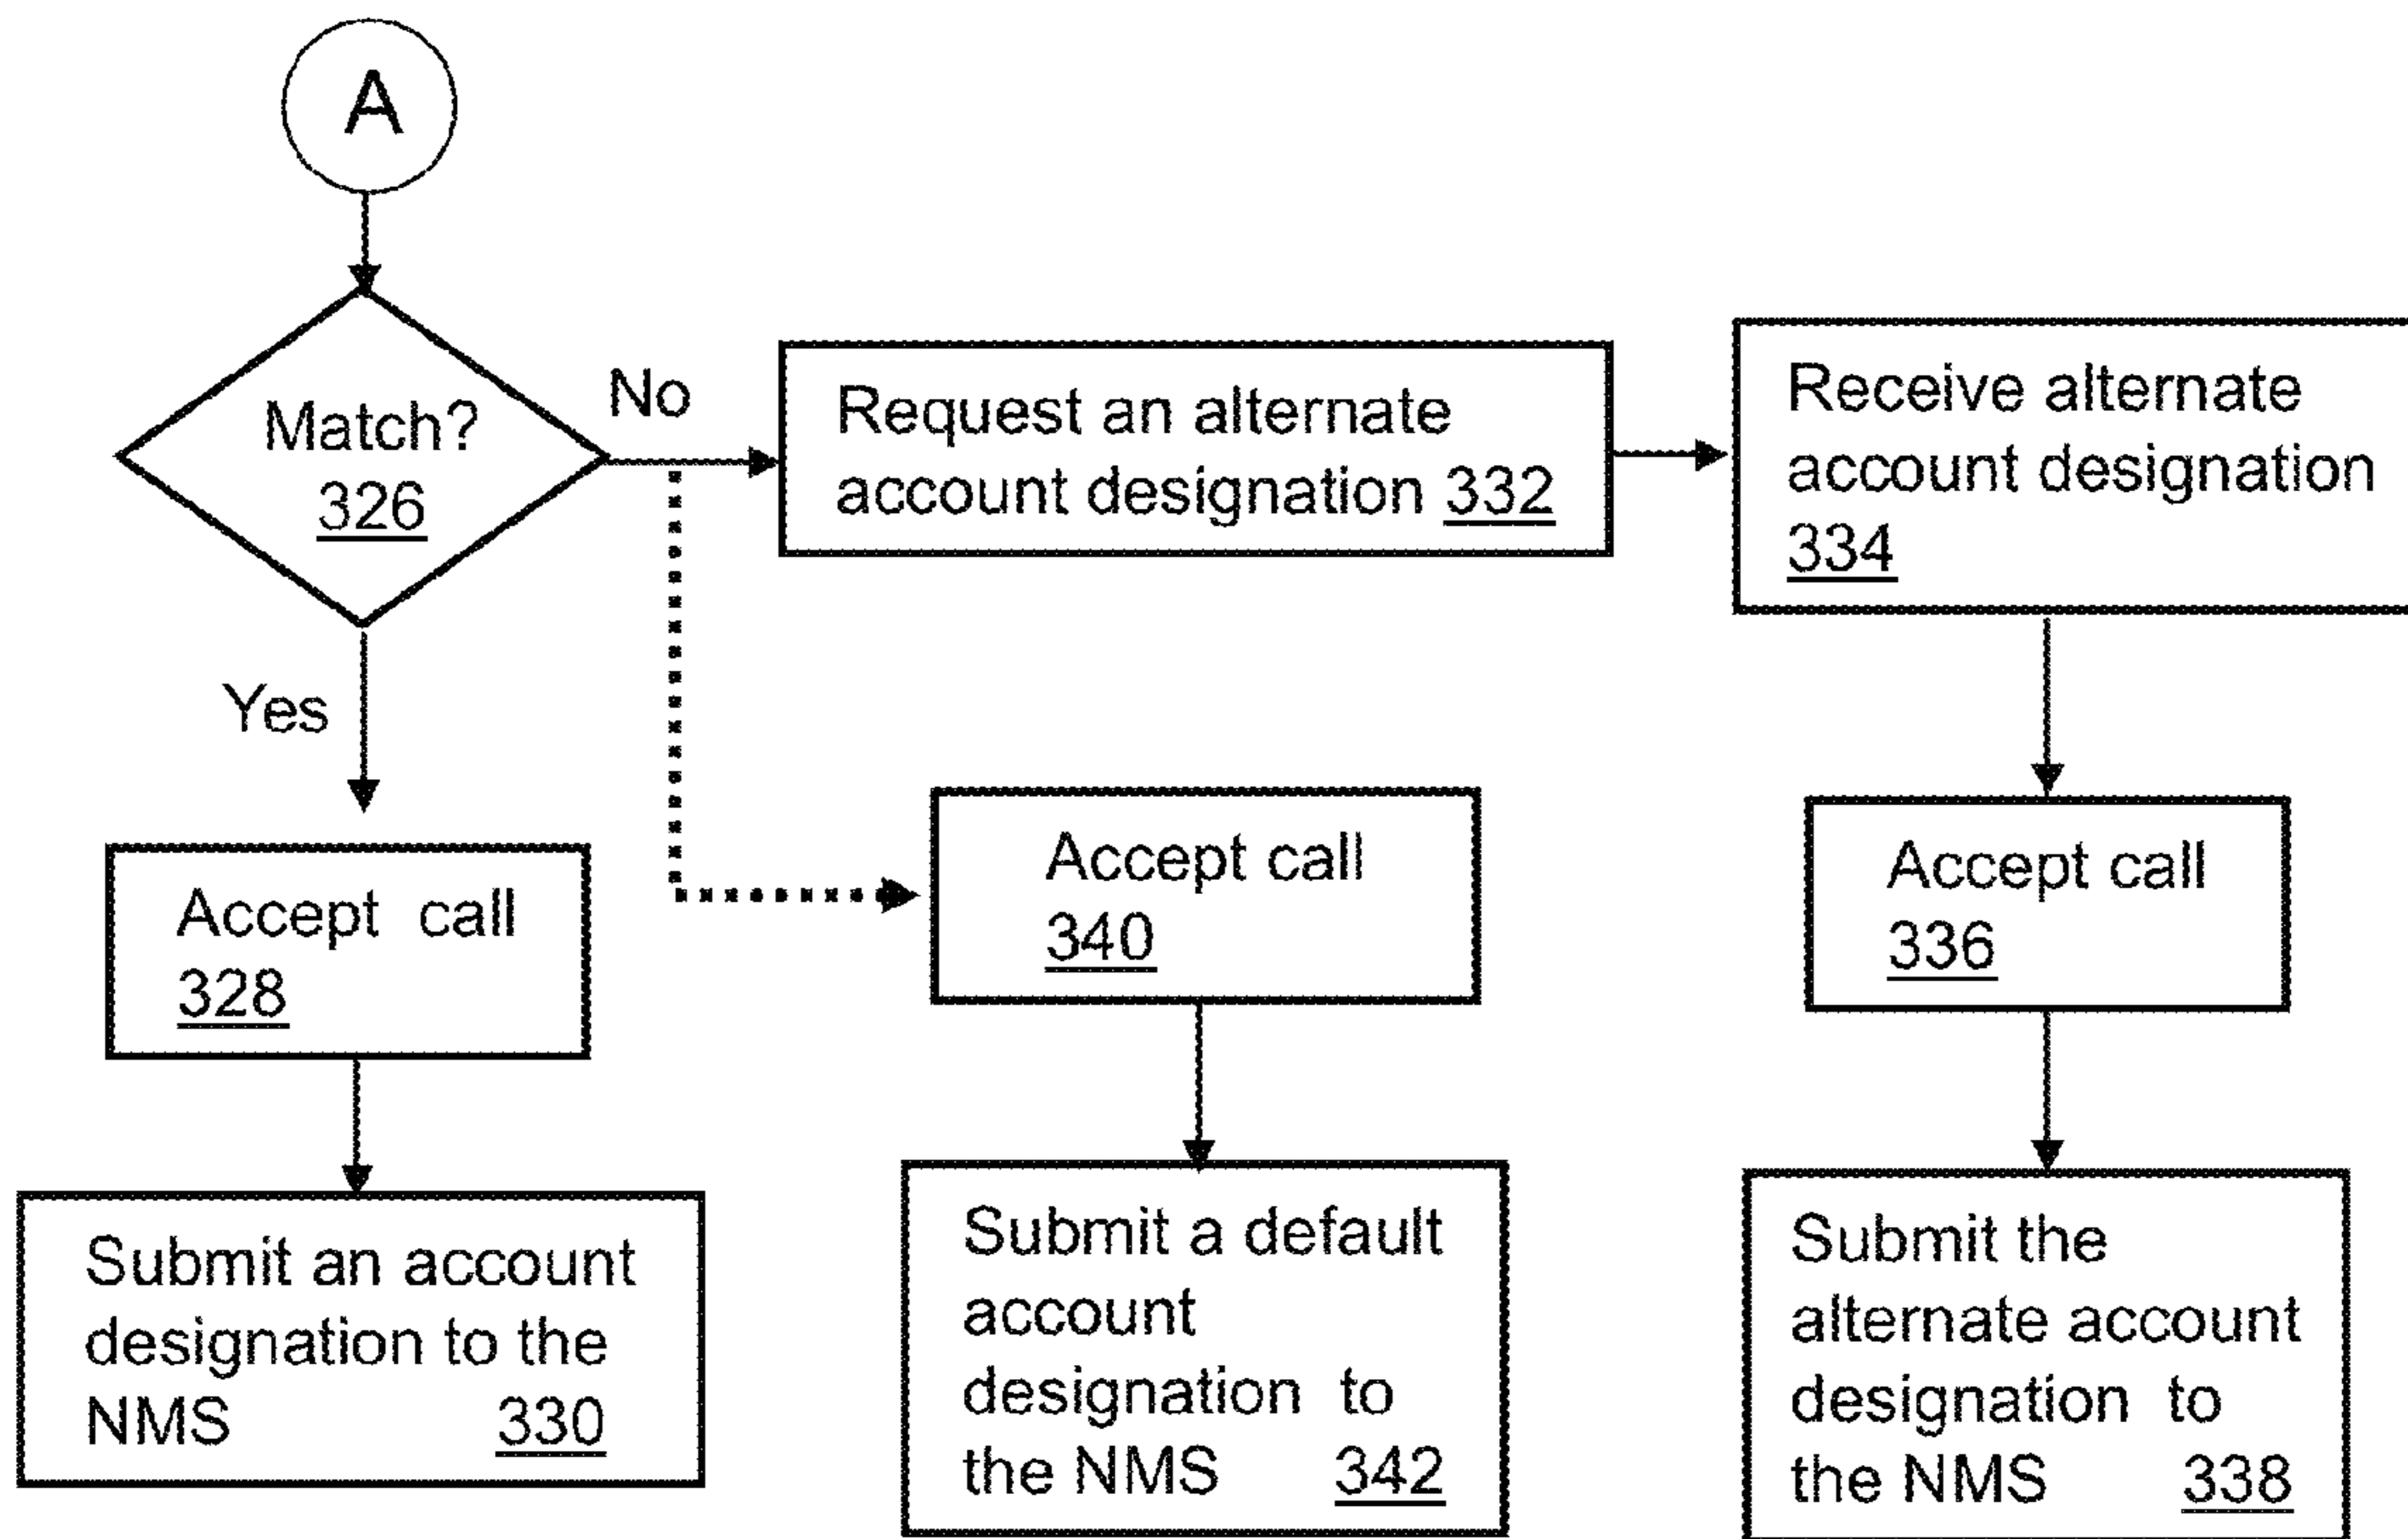 A
Match?
326
No
Yes
Request an alternate
account designation 332
Receive alternate
account designation
334
Accept call
328
Accept call
340
Accept call
336
Submit an account
designation to the
NMS 330
Submit a default
account
designation to
the NMS 342
Submit the
alternate account
designation to
the NMS 338